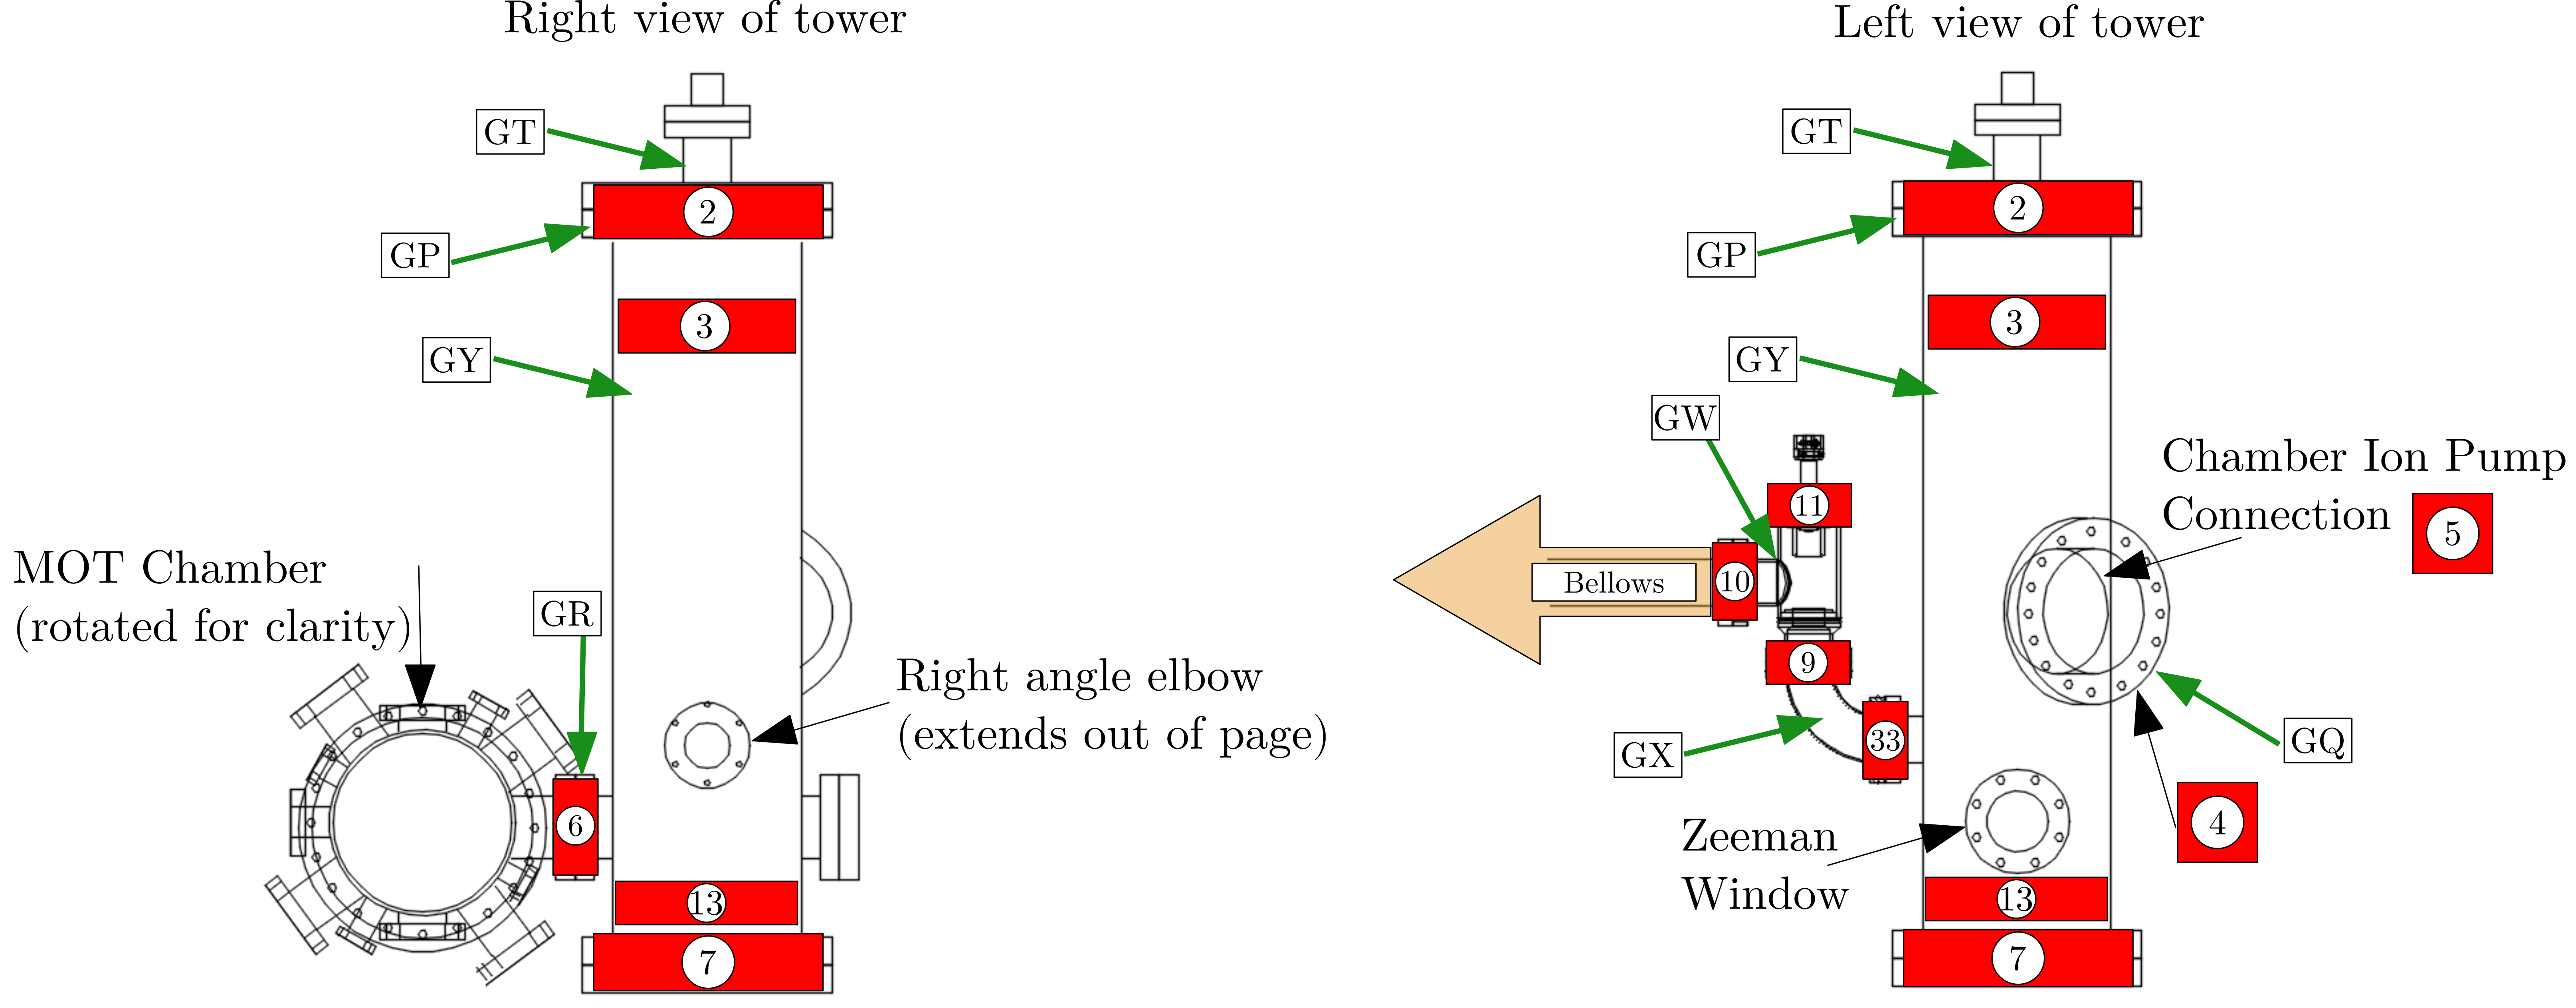 Right view of tower
GT
2
GP
3
GY
MOT Chamber
(rotated for clarity)
GR
Right angle elbow
(extends out of page)
6
13
7
Left view of tower
GT
2
GP
3
GY
GW
Chamber Ion Pump
Connection
5
11
Bellows
10
9
33
GX
GQ
4
Zeeman
Window
13
7